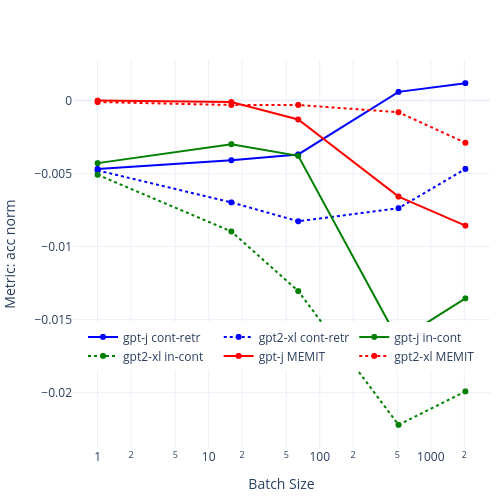 0
−0.005
−0.01
−0.015
−0.02
Metric: acc norm
gpt-j cont-retr gpt2-xl cont-retr gpt-j in-cont
gpt2-xl in-cont gpt-j MEMIT gpt2-xl MEMIT
1 2 5 10 2 5 100 2 5 1000 2
Batch Size